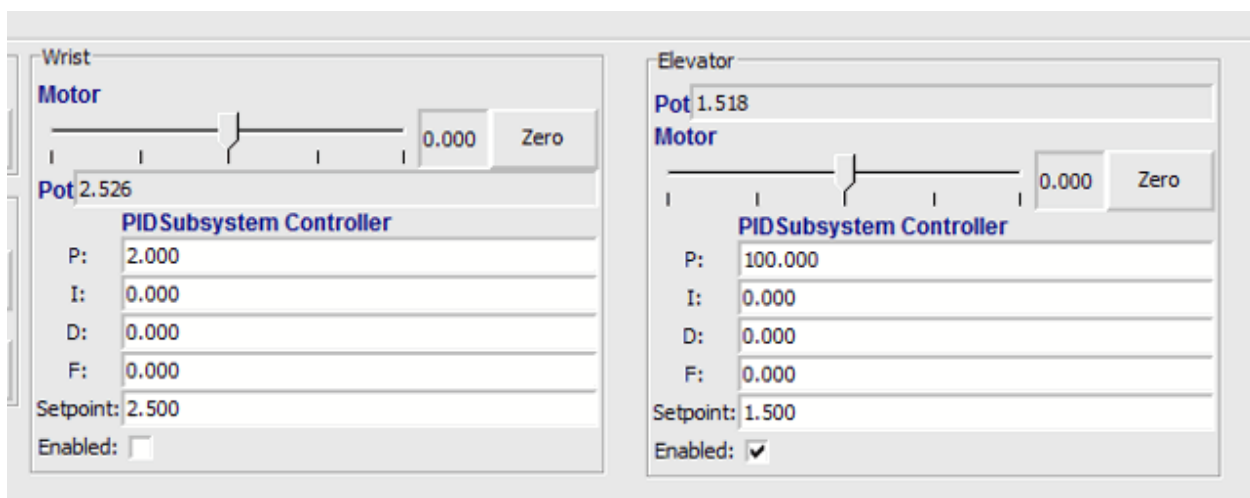 Wrist
Motor
0.000 Zero
Pot 2.526
PIDSubsystem Controller
P: 2.000
I: 0.000
D: 0.000
F: 0.000
Setpoint: 2.500
Enabled:
Elevator
Pot 1.518
Motor
0.000 Zero
PIDSubsystem Controller
P: 100.000
I: 0.000
D: 0.000
F: 0.000
Setpoint: 1.500
Enabled: